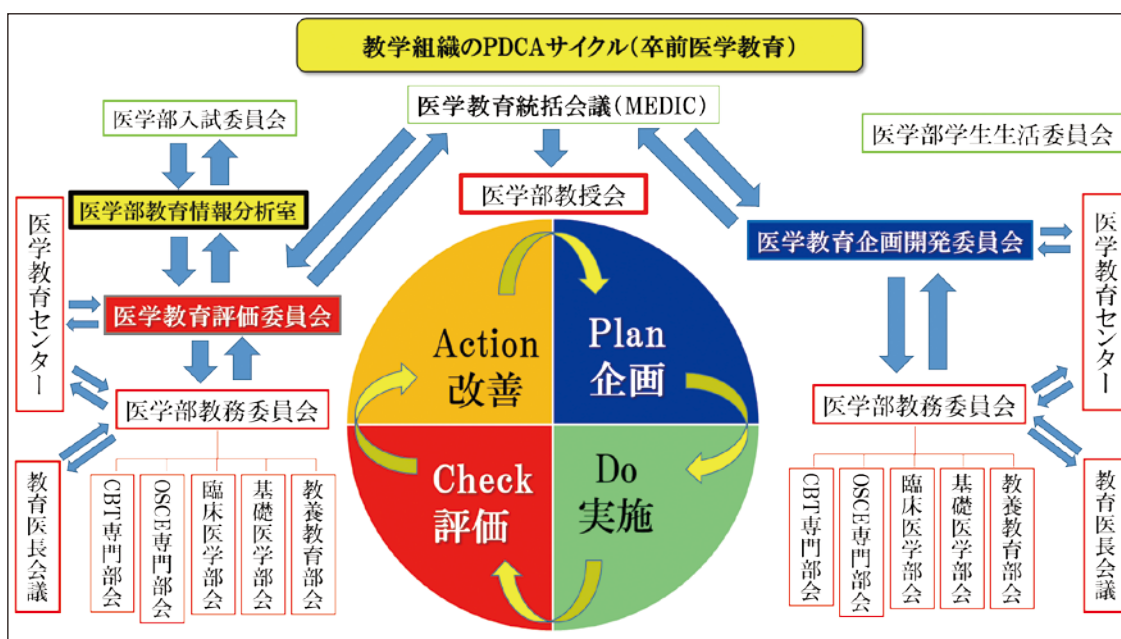 教学組織のPDCAサイクル(卒前医学教育)
医学教育統括会議(MEDIC)
医学部入試委員会
医学部学生生活委員会
医学部教授会
医学部教育情報分析室
医学教育センター
医学教育評価委員会
医学部教務委員会
教育医長会議
CBT専門部会
OSCE専門部会
臨床医学部会
基礎医学部会
教養教育部会
Action
改善
Plan
企画
Check
評価
Do
実施
医学教育企画開発委員会
医学教育センター
医学部教務委員会
CBT専門部会
OSCE専門部会
臨床医学部会
基礎医学部会
教養教育部会
教育医長会議